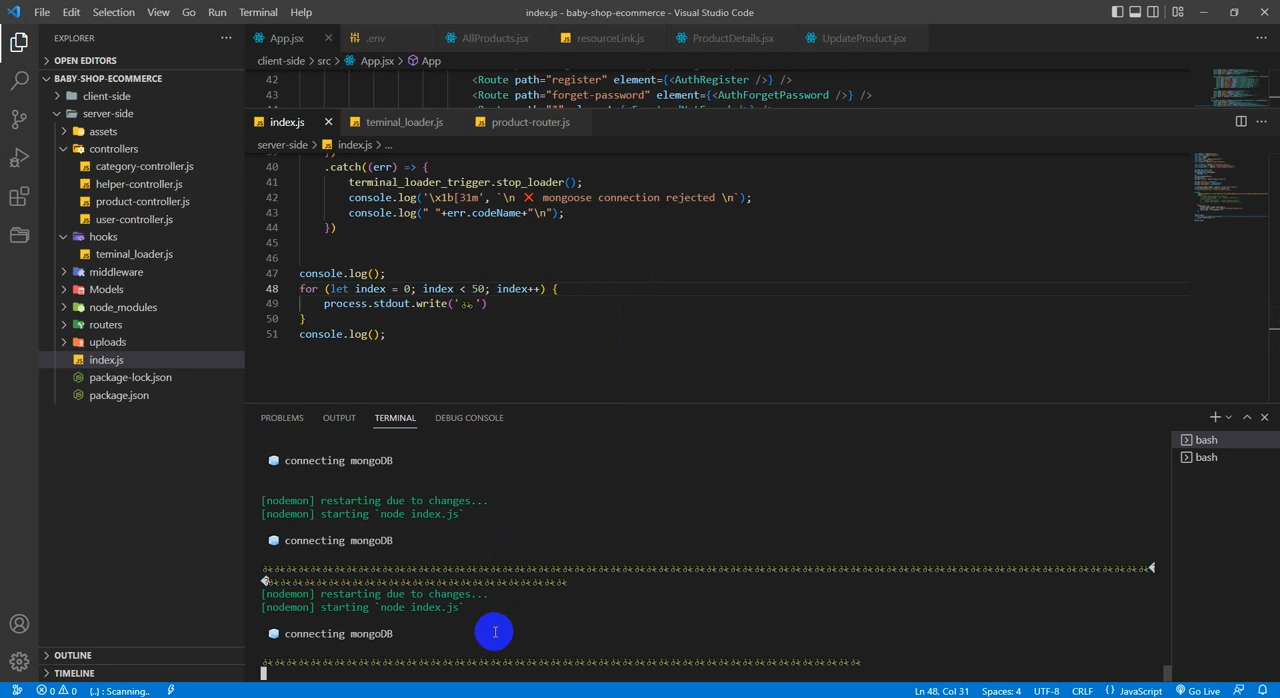 File Edit Selection View Go Run Terminal Help
index.js - baby-shop-ecommerce - Visual Studio Code
EXPLORER
OPEN EDITORS
BABY-SHOP-ECOMMERCE
client-side
server-side
assets
controllers
category-controller.js
helper-controller.js
product-controller.js
user-controller.js
hooks
teminal_loader.js
middleware
Models
node_modules
routers
uploads
index.js
package-lock.json
package.json
OUTLINE
TIMELINE
App.jsx .env AllProducts.jsx resourceLink.js ProductDetails.jsx UpdateProduct.jsx
client-side > src > App.jsx > App
42 <Route path="register" element={<AuthRegister />} />
43 <Route path="forget-password" element={<AuthForgetPassword />} />
index.js teminal_loader.js product-router.js
server-side > index.js > ...
40 .catch((err) => {
41 terminal_loader_trigger.stop_loader();
42 console.log('\x1b[31m', `\n ❌ mongoose connection rejected \n`);
43 console.log(" "+err.codeName+"\n");
44 })
45
46
47 console.log();
48 for (let index = 0; index < 50; index++) {
49 process.stdout.write(' ')
50 }
51 console.log();
PROBLEMS OUTPUT TERMINAL DEBUG CONSOLE
connecting mongoDB
[nodemon] restarting due to changes...
[nodemon] starting `node index.js`
connecting mongoDB
[nodemon] restarting due to changes...
[nodemon] starting `node index.js`
connecting mongoDB
bash
bash
0 0 {..} : Scanning..
Ln 48, Col 31 Spaces: 4 UTF-8 CRLF {} JavaScript Go Live